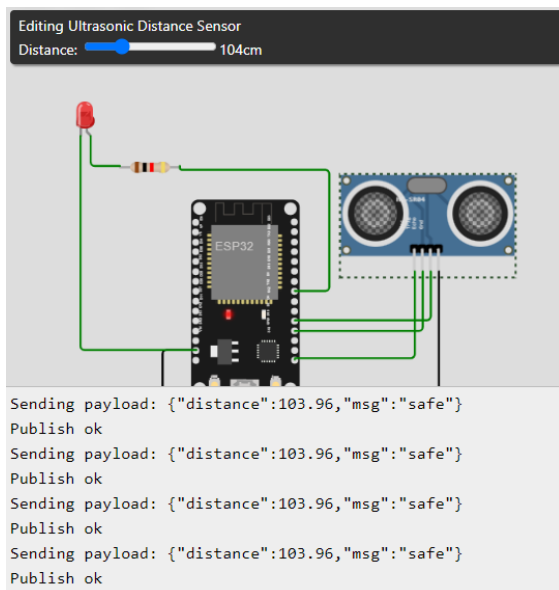 Editing Ultrasonic Distance Sensor
Distance: 104cm
ESP32
Sending payload: {"distance":103.96,"msg":"safe"}
Publish ok
Sending payload: {"distance":103.96,"msg":"safe"}
Publish ok
Sending payload: {"distance":103.96,"msg":"safe"}
Publish ok
Sending payload: {"distance":103.96,"msg":"safe"}
Publish ok